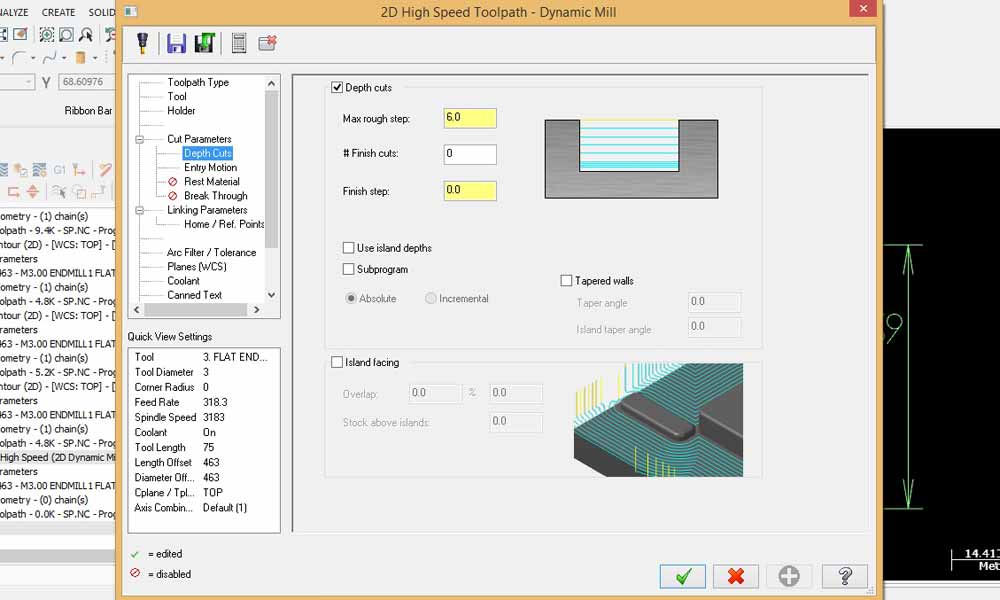 NALYZE CREATE SOLID
2D High Speed Toolpath - Dynamic Mill
Y 68.60976
Ribbon Bar
G1
ometry - (1) chain(s)
olpath - 9.4K - SP.NC - Prog
ntour (2D) - [WCS: TOP] - [
rameters
463 - M3.00 ENDMILL1 FLAT
ometry - (1) chain(s)
olpath - 4.8K - SP.NC - Prog
ntour (2D) - [WCS: TOP] - [
rameters
463 - M3.00 ENDMILL1 FLAT
ometry - (1) chain(s)
olpath - 5.2K - SP.NC - Prog
ntour (2D) - [WCS: TOP] - [
rameters
463 - M3.00 ENDMILL1 FLAT
ometry - (1) chain(s)
olpath - 4.8K - SP.NC - Prog
High Speed (2D Dynamic Mi
rameters
463 - M3.00 ENDMILL1 FLAT
ometry - (0) chain(s)
olpath - 0.0K - SP.NC - Prog
Toolpath Type
Tool
Holder
Cut Parameters
Depth Cuts
Entry Motion
Rest Material
Break Through
Linking Parameters
Home / Ref. Points
Arc Filter / Tolerance
Planes (WCS)
Coolant
Canned Text
Quick View Settings
Tool 3. FLAT END...
Tool Diameter 3
Corner Radius 0
Feed Rate 318.3
Spindle Speed 3183
Coolant On
Tool Length 75
Length Offset 463
Diameter Off... 463
Cplane / Tpl... TOP
Axis Combin... Default (1)
= edited
= disabled
Depth cuts
Max rough step: 6.0
# Finish cuts: 0
Finish step: 0.0
Use island depths
Subprogram
Absolute Incremental
Tapered walls
Taper angle 0.0
Island taper angle 0.0
Island facing
Overlap: 0.0 % 0.0
Stock above islands: 0.0
?
9
14.41
Met